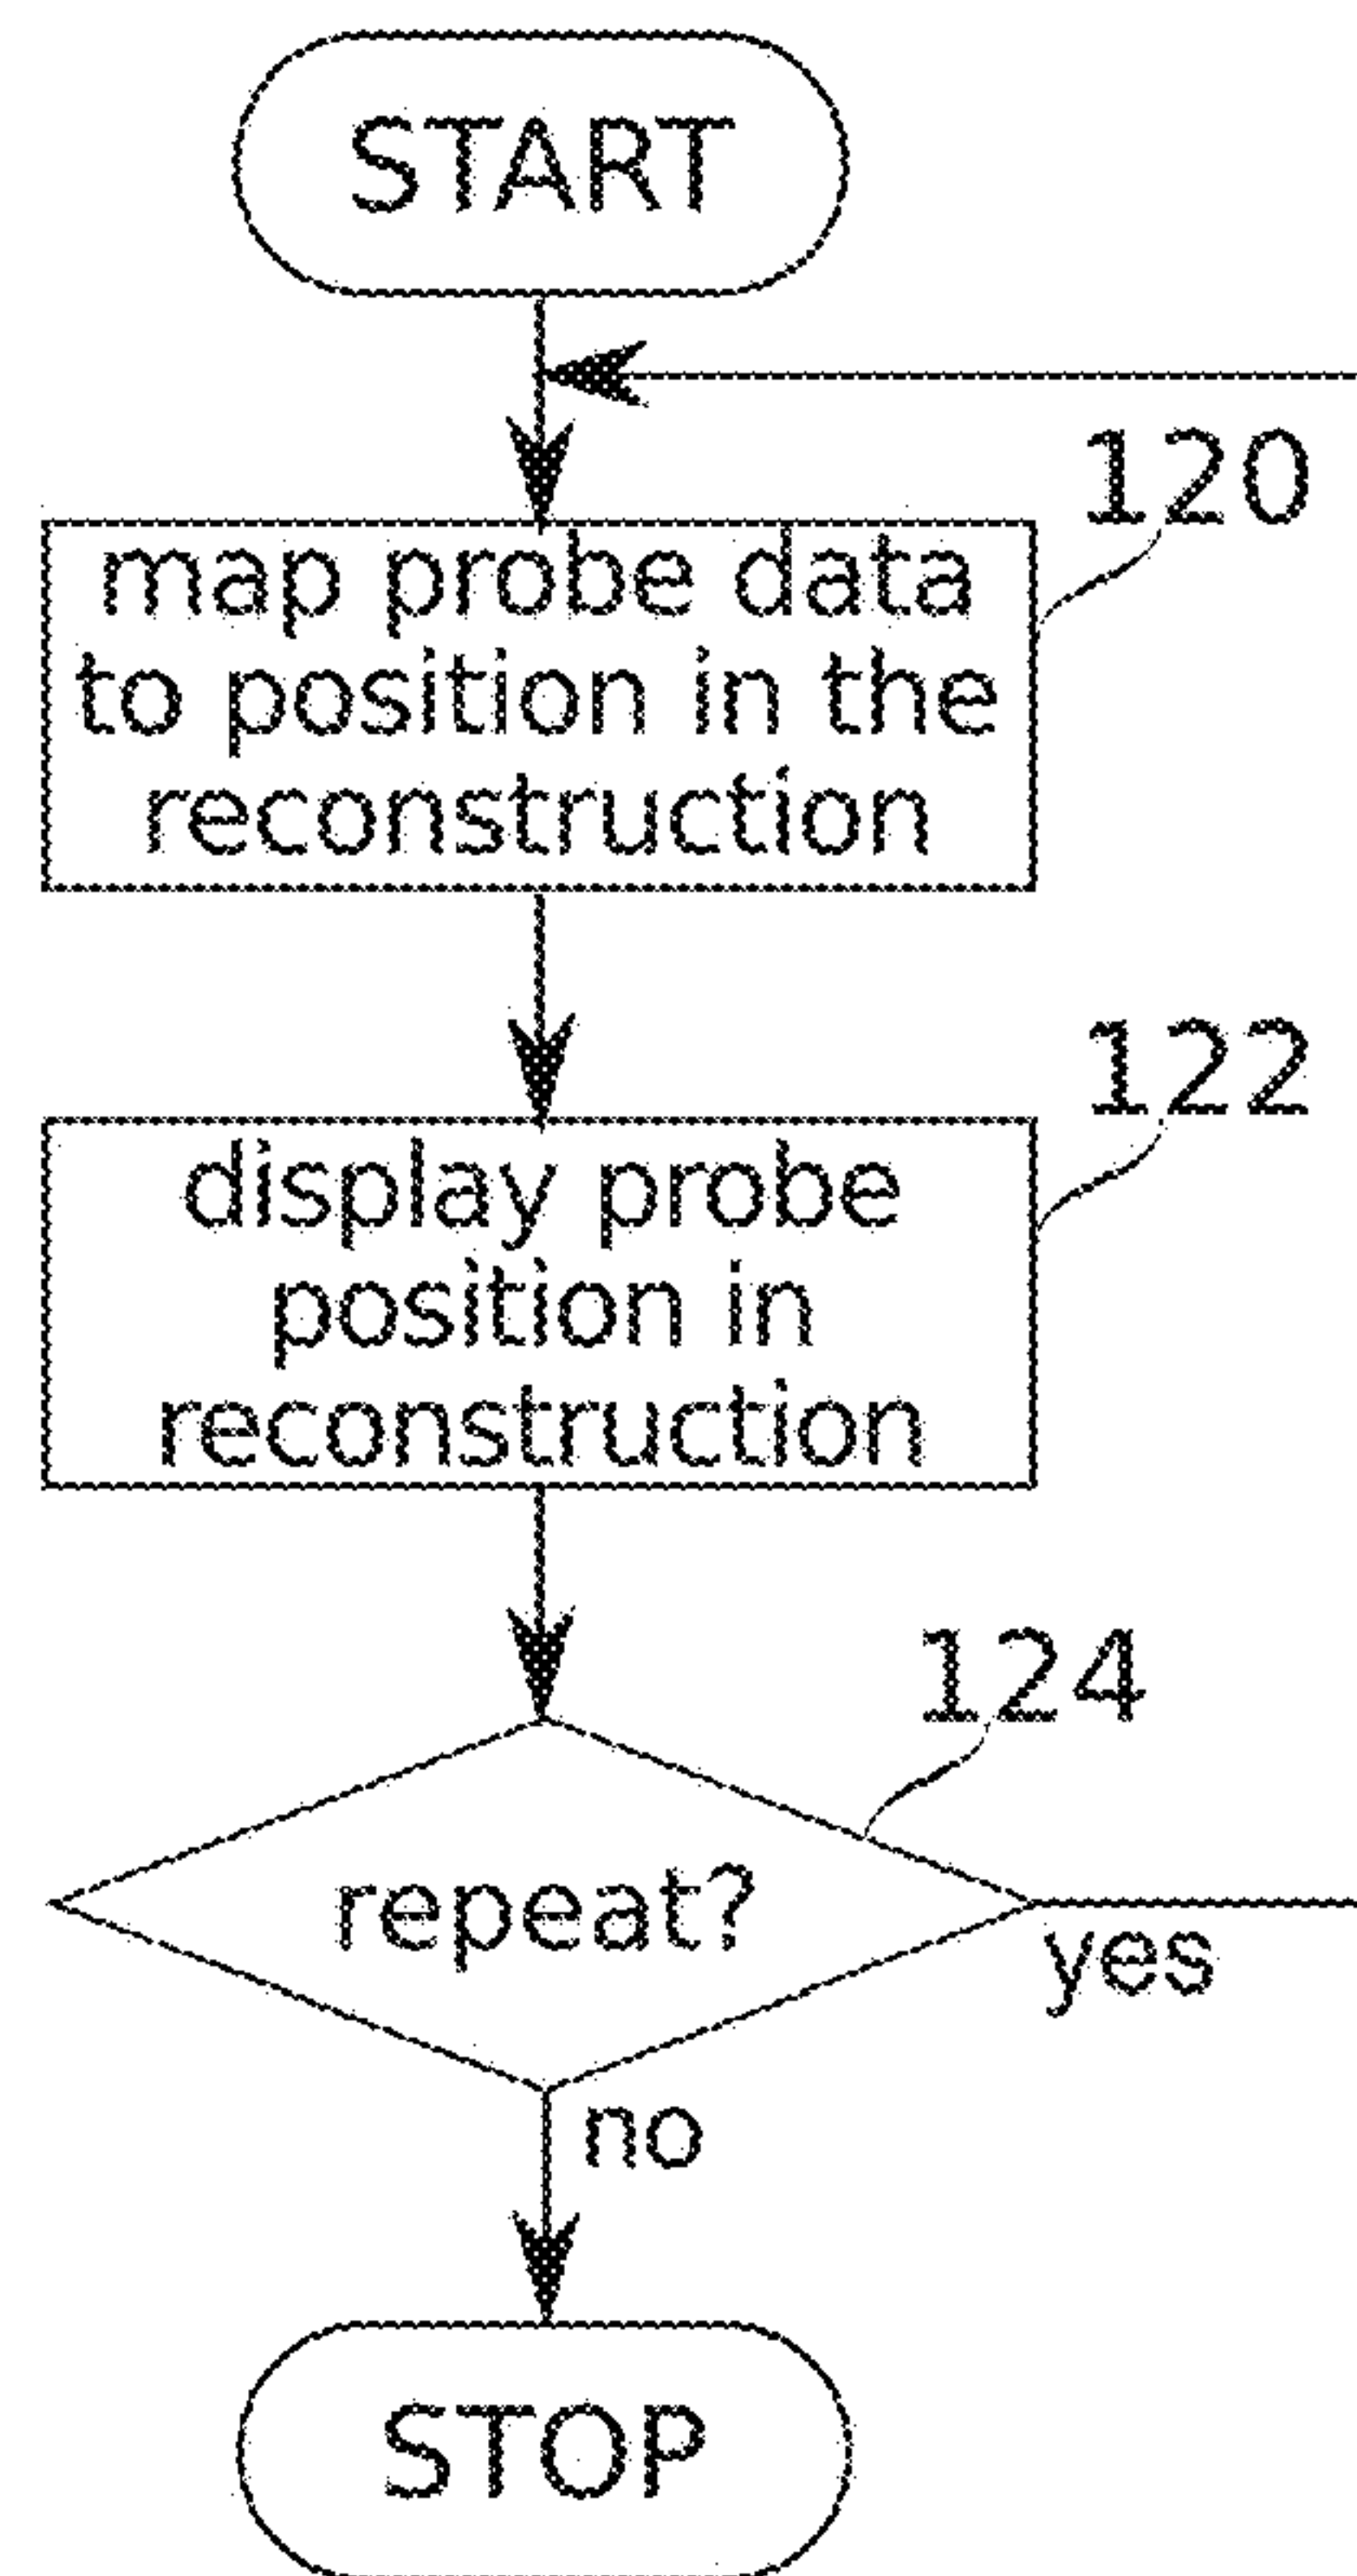 START
120
map probe data
to position in the
reconstruction
122
display probe
position in
reconstruction
124
repeat?
yes
no
STOP